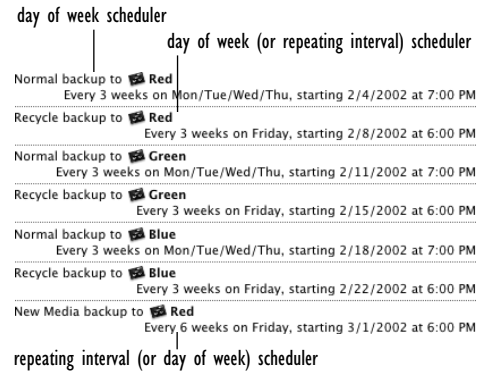 day of week scheduler
day of week (or repeating interval) scheduler
Normal backup to Red
Every 3 weeks on Mon/Tue/Wed/Thu, starting 2/4/2002 at 7:00 PM
Recycle backup to Red
Every 3 weeks on Friday, starting 2/8/2002 at 6:00 PM
Normal backup to Green
Every 3 weeks on Mon/Tue/Wed/Thu, starting 2/11/2002 at 7:00 PM
Recycle backup to Green
Every 3 weeks on Friday, starting 2/15/2002 at 6:00 PM
Normal backup to Blue
Every 3 weeks on Mon/Tue/Wed/Thu, starting 2/18/2002 at 7:00 PM
Recycle backup to Blue
Every 3 weeks on Friday, starting 2/22/2002 at 6:00 PM
New Media backup to Red
Every 6 weeks on Friday, starting 3/1/2002 at 6:00 PM
repeating interval (or day of week) scheduler